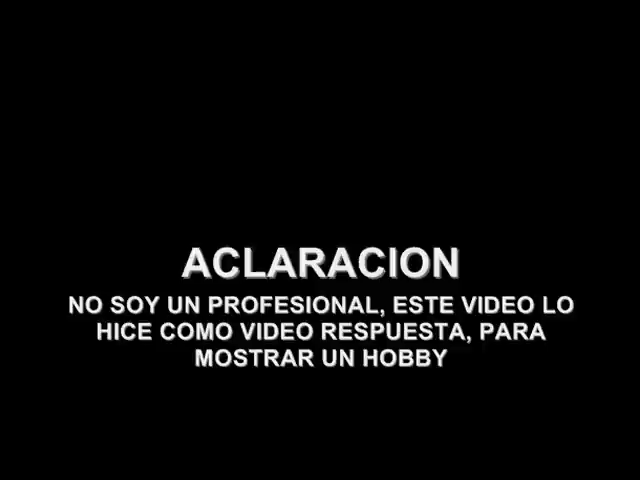 ACLARACION
NO SOY UN PROFESIONAL, ESTE VIDEO LO
HICE COMO VIDEO RESPUESTA, PARA
MOSTRAR UN HOBBY